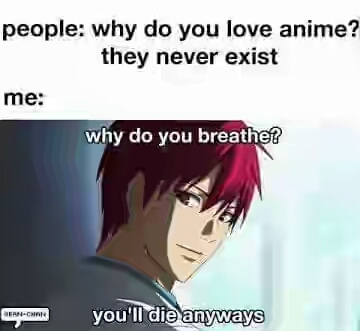 people: why do you love anime?
they never exist
me:
why do you breathe?
you'll die anyways